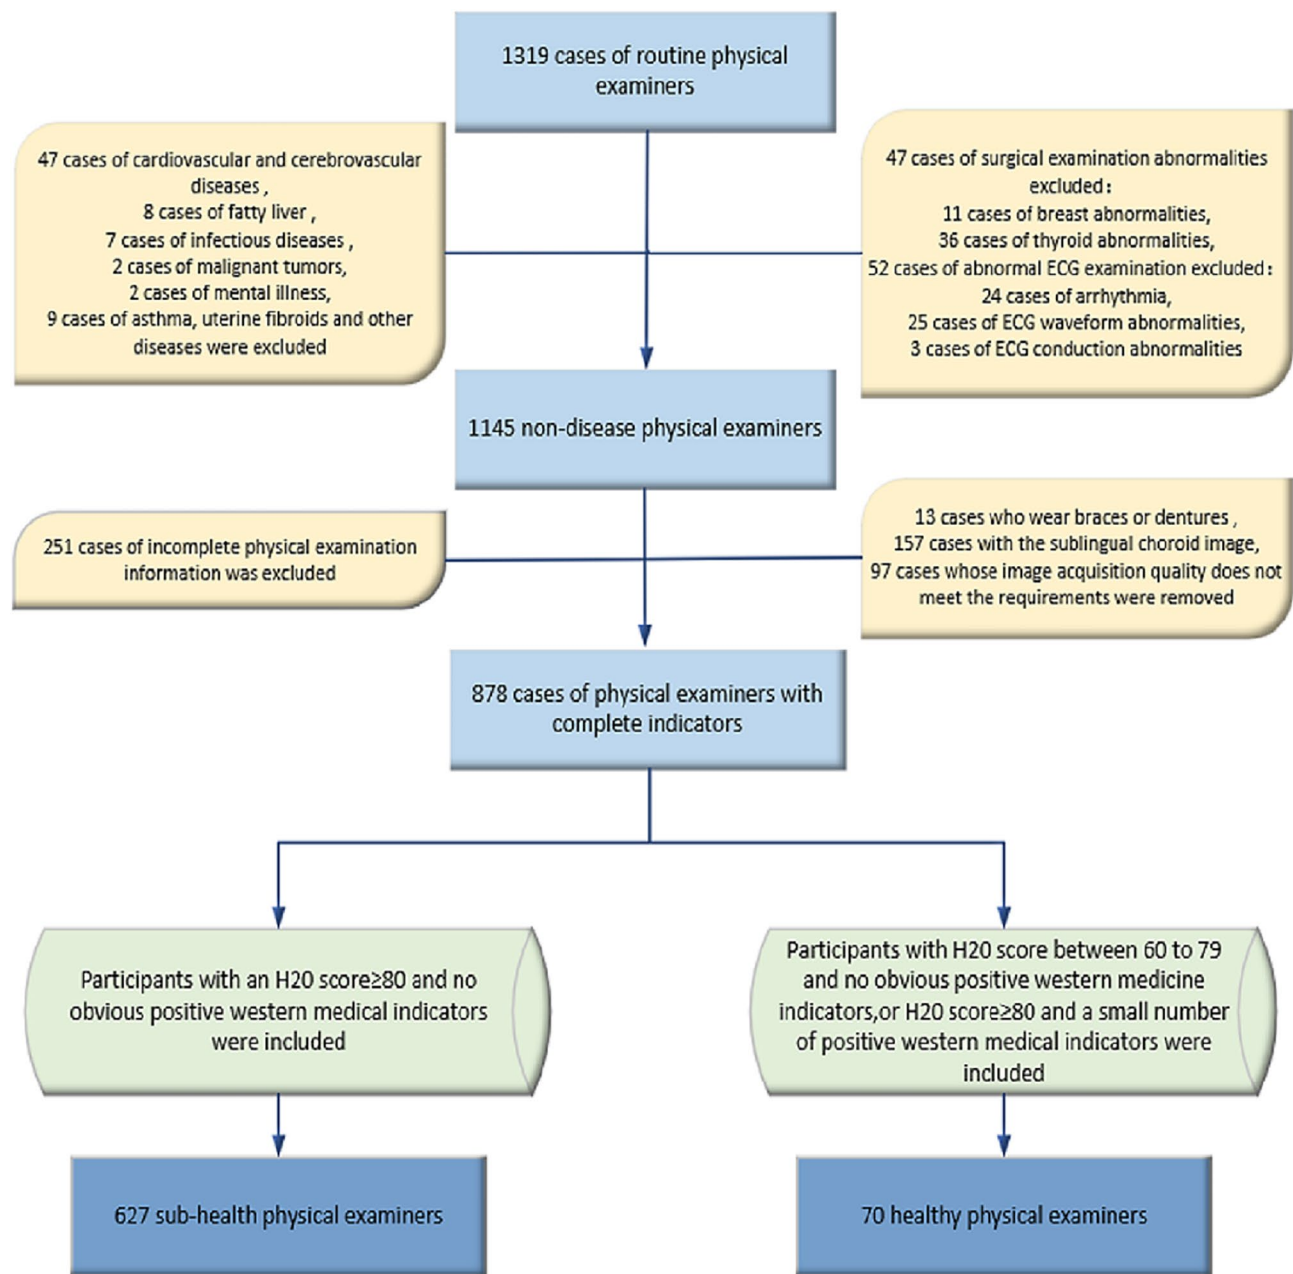 1319 cases of routine physical
examiners
47 cases of cardiovascular and cerebrovascular
diseases ,
8 cases of fatty liver ,
7 cases of infectious diseases ,
2 cases of malignant tumors,
2 cases of mental illness,
9 cases of asthma, uterine fibroids and other
diseases were excluded
47 cases of surgical examination abnormalities
excluded：
11 cases of breast abnormalities,
36 cases of thyroid abnormalities,
52 cases of abnormal ECG examination excluded：
24 cases of arrhythmia,
25 cases of ECG waveform abnormalities,
3 cases of ECG conduction abnormalities
1145 non-disease physical examiners
251 cases of incomplete physical examination
information was excluded
13 cases who wear braces or dentures ,
157 cases with the sublingual choroid image,
97 cases whose image acquisition quality does not
meet the requirements were removed
878 cases of physical examiners with
complete indicators
Participants with an H20 score≥80 and no
obvious positive western medical indicators
were included
Participants with H20 score between 60 to 79
and no obvious positive western medicine
indicators,or H20 score≥80 and a small number
of positive western medical indicators were
included
627 sub-health physical examiners
70 healthy physical examiners